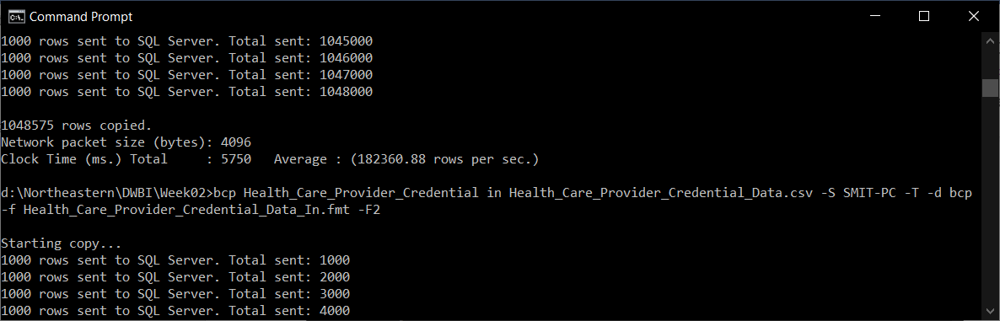 Command Prompt
1000 rows sent to SQL Server. Total sent: 1045000
1000 rows sent to SQL Server. Total sent: 1046000
1000 rows sent to SQL Server. Total sent: 1047000
1000 rows sent to SQL Server. Total sent: 1048000
1048575 rows copied.
Network packet size (bytes): 4096
Clock Time (ms.) Total     : 5750   Average : (182360.88 rows per sec.)
d:\Northeastern\DWBI\Week02>bcp Health_Care_Provider_Credential in Health_Care_Provider_Credential_Data.csv -S SMIT-PC -T -d bcp
-f Health_Care_Provider_Credential_Data_In.fmt -F2
Starting copy...
1000 rows sent to SQL Server. Total sent: 1000
1000 rows sent to SQL Server. Total sent: 2000
1000 rows sent to SQL Server. Total sent: 3000
1000 rows sent to SQL Server. Total sent: 4000